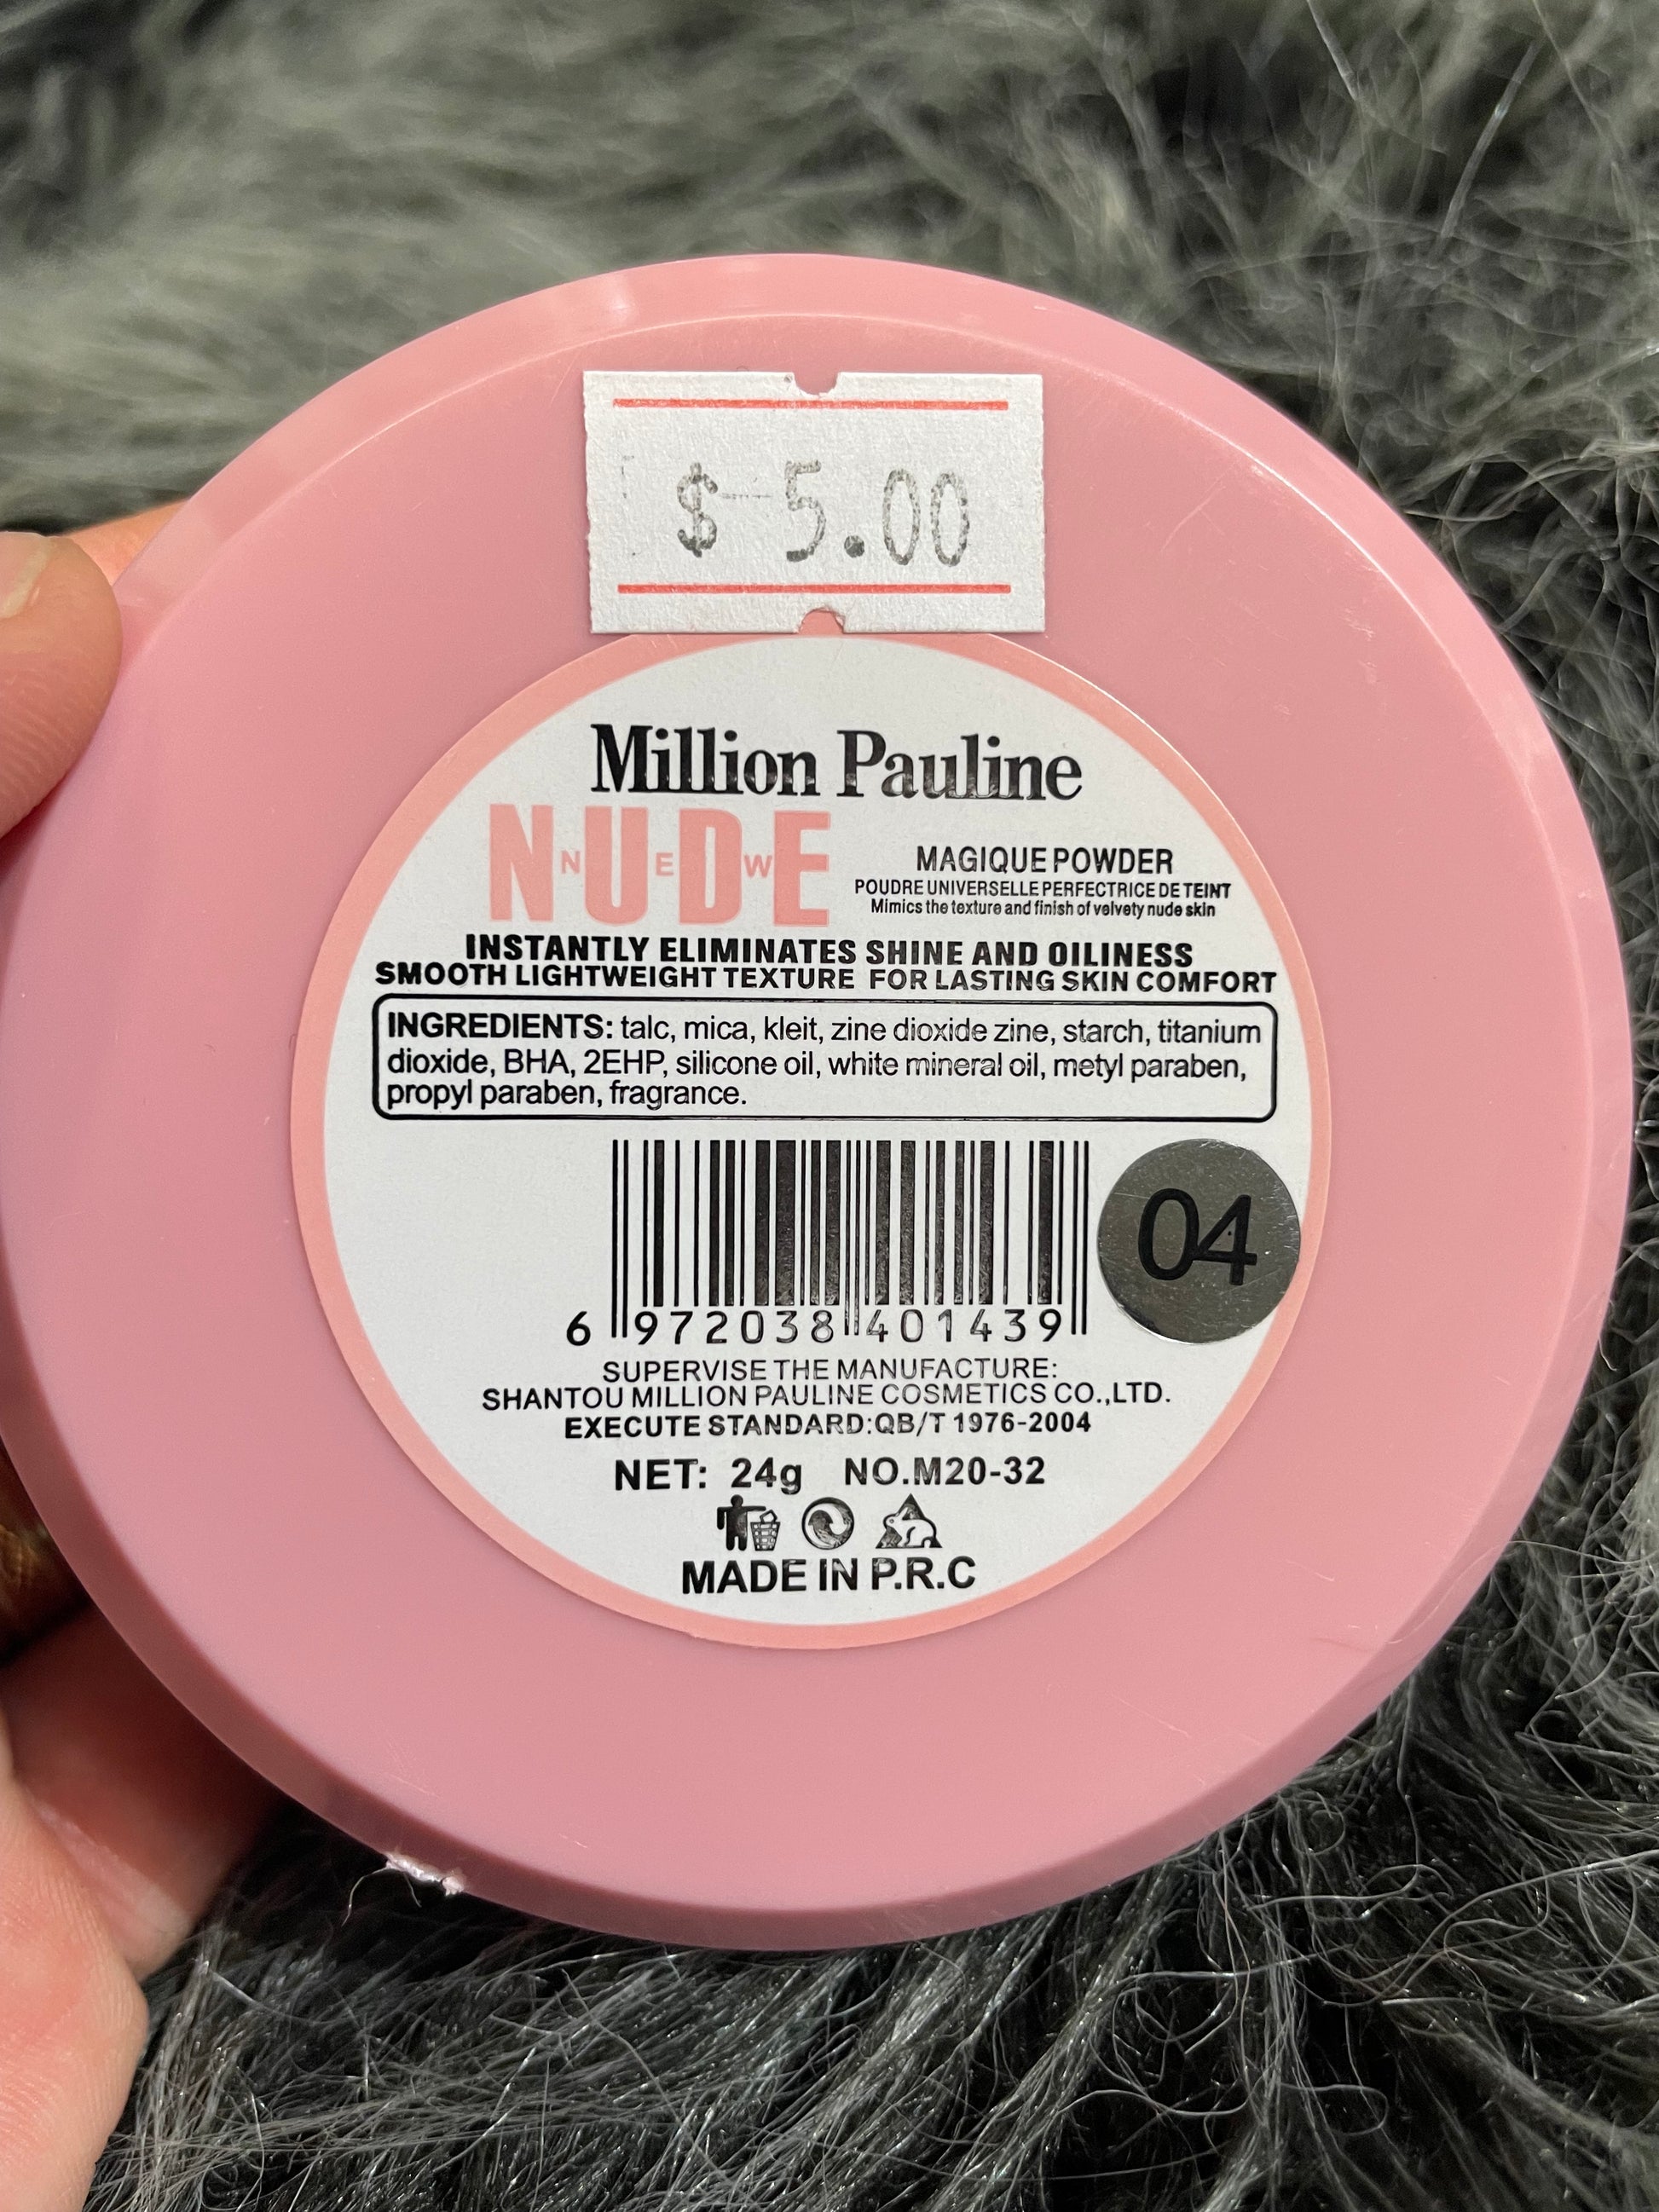 $ 5.00
Million Pauline
NUDE
NEW
MAGIQUE POWDER
POUDRE UNIVERSELLE PERFECTRICE DE TEINT
Mimics the texture and finish of velvety nude skin
INSTANTLY ELIMINATES SHINE AND OILINESS
SMOOTH LIGHTWEIGHT TEXTURE FOR LASTING SKIN COMFORT
INGREDIENTS: talc, mica, kleit, zine dioxide zine, starch, titanium
dioxide, BHA, 2EHP, silicone oil, white mineral oil, metyl paraben,
propyl paraben, fragrance.
04
6 972038 401439
SUPERVISE THE MANUFACTURE:
SHANTOU MILLION PAULINE COSMETICS CO.,LTD.
EXECUTE STANDARD:QB/T 1976-2004
NET: 24g NO.M20-32
MADE IN P.R.C